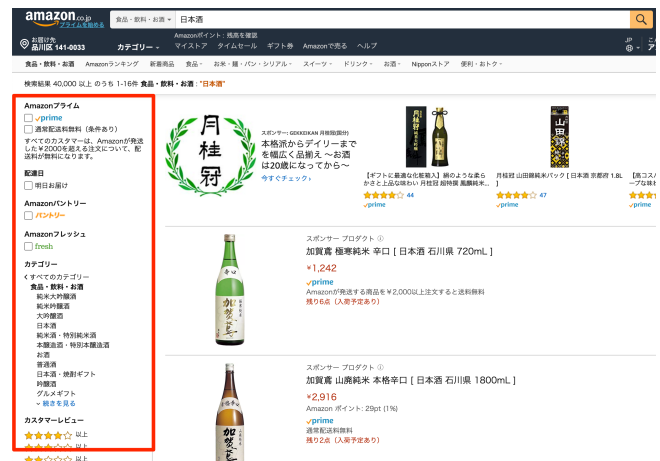 amazon.co.jp
プライムを始める
食品・飲料・お酒
日本酒
お届け先
品川区 141-0033
カテゴリー
Amazonポイント: 残高を確認
マイストア タイムセール ギフト券 Amazonで売る ヘルプ
JP
食品・飲料・お酒 Amazonランキング 新着商品 食品 お米・麺・パン・シリアル スイーツ ドリンク お酒 Nipponストア 便利・おトク
検索結果 40,000 以上 のうち 1-16件 食品・飲料・お酒 : "日本酒"
Amazonプライム
prime
通常配送料無料（条件あり）
すべてのカスタマーは、Amazonが発送
した￥2000を超える注文について、配
送料が無料になります。
配達日
明日お届け
Amazonパントリー
パントリー
Amazonフレッシュ
fresh
カテゴリー
すべてのカテゴリー
食品・飲料・お酒
純米大吟醸酒
純米吟醸酒
大吟醸酒
日本酒
純米酒・特別純米酒
本醸造酒・特別本醸造酒
お酒
普通酒
日本酒・焼酎ギフト
吟醸酒
グルメギフト
続きを見る
カスタマーレビュー
以上
以上
以上
月桂冠
スポンサー: GEKKEIKAN 月桂冠(国分)
本格派からデイリーまで
を幅広く品揃え ～お酒
は20歳になってから～
今すぐチェック
【ギフトに最適な化粧箱入】絹のような柔ら
かさと上品な味わい 月桂冠 超特撰 鳳麟純米...
44
prime
山田錦
月桂冠 山田錦純米パック [ 日本酒 京都府 1.8L
]
47
prime
【高コス
prime
スポンサー プロダクト
加賀鳶 極寒純米 辛口 [ 日本酒 石川県 720mL ]
￥1,242
prime
Amazonが発送する商品を￥2,000以上注文すると送料無料
残り6点（入荷予定あり）
辛口
加賀鳶
スポンサー プロダクト
加賀鳶 山廃純米 本格辛口 [ 日本酒 石川県 1800mL ]
￥2,916
Amazon ポイント: 29pt (1%)
prime
通常配送料無料
残り2点（入荷予定あり）
加賀鳶